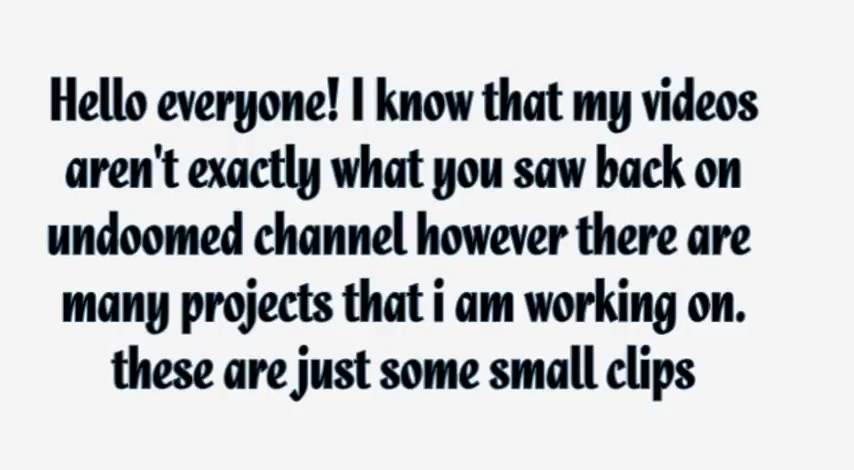 Hello everyone! I know that my videos
aren't exactly what you saw back on
undoomed channel however there are
many projects that i am working on.
these are just some small clips